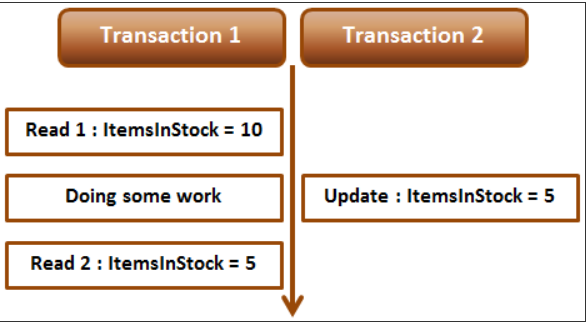 Transaction 1
Transaction 2
Read 1 : ItemsInStock = 10
Doing some work
Update : ItemsInStock = 5
Read 2 : ItemsInStock = 5